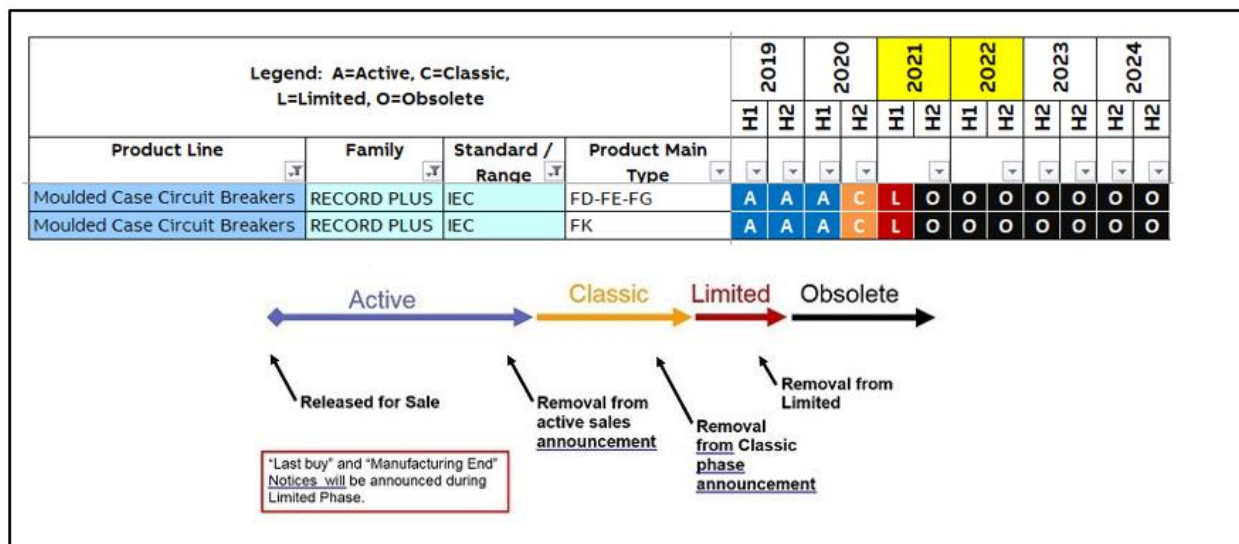 Legend: A=Active, C=Classic,
L=Limited, O=Obsolete
2019 2020 2021 2022 2023 2024
H1 H2 H1 H2 H1 H2 H1 H2 H2 H2 H2 H2
Product Line Family Standard / Product Main
Range Type
Moulded Case Circuit Breakers RECORD PLUS IEC FD-FE-FG A A A C L O O O O O O O
Moulded Case Circuit Breakers RECORD PLUS IEC FK A A A C L O O O O O O O
Active Classic Limited Obsolete
Released for Sale
Removal from
active sales
announcement
Removal
from Classic
phase
announcement
Removal from
Limited
"Last buy" and "Manufacturing End"
Notices will be announced during
Limited Phase.